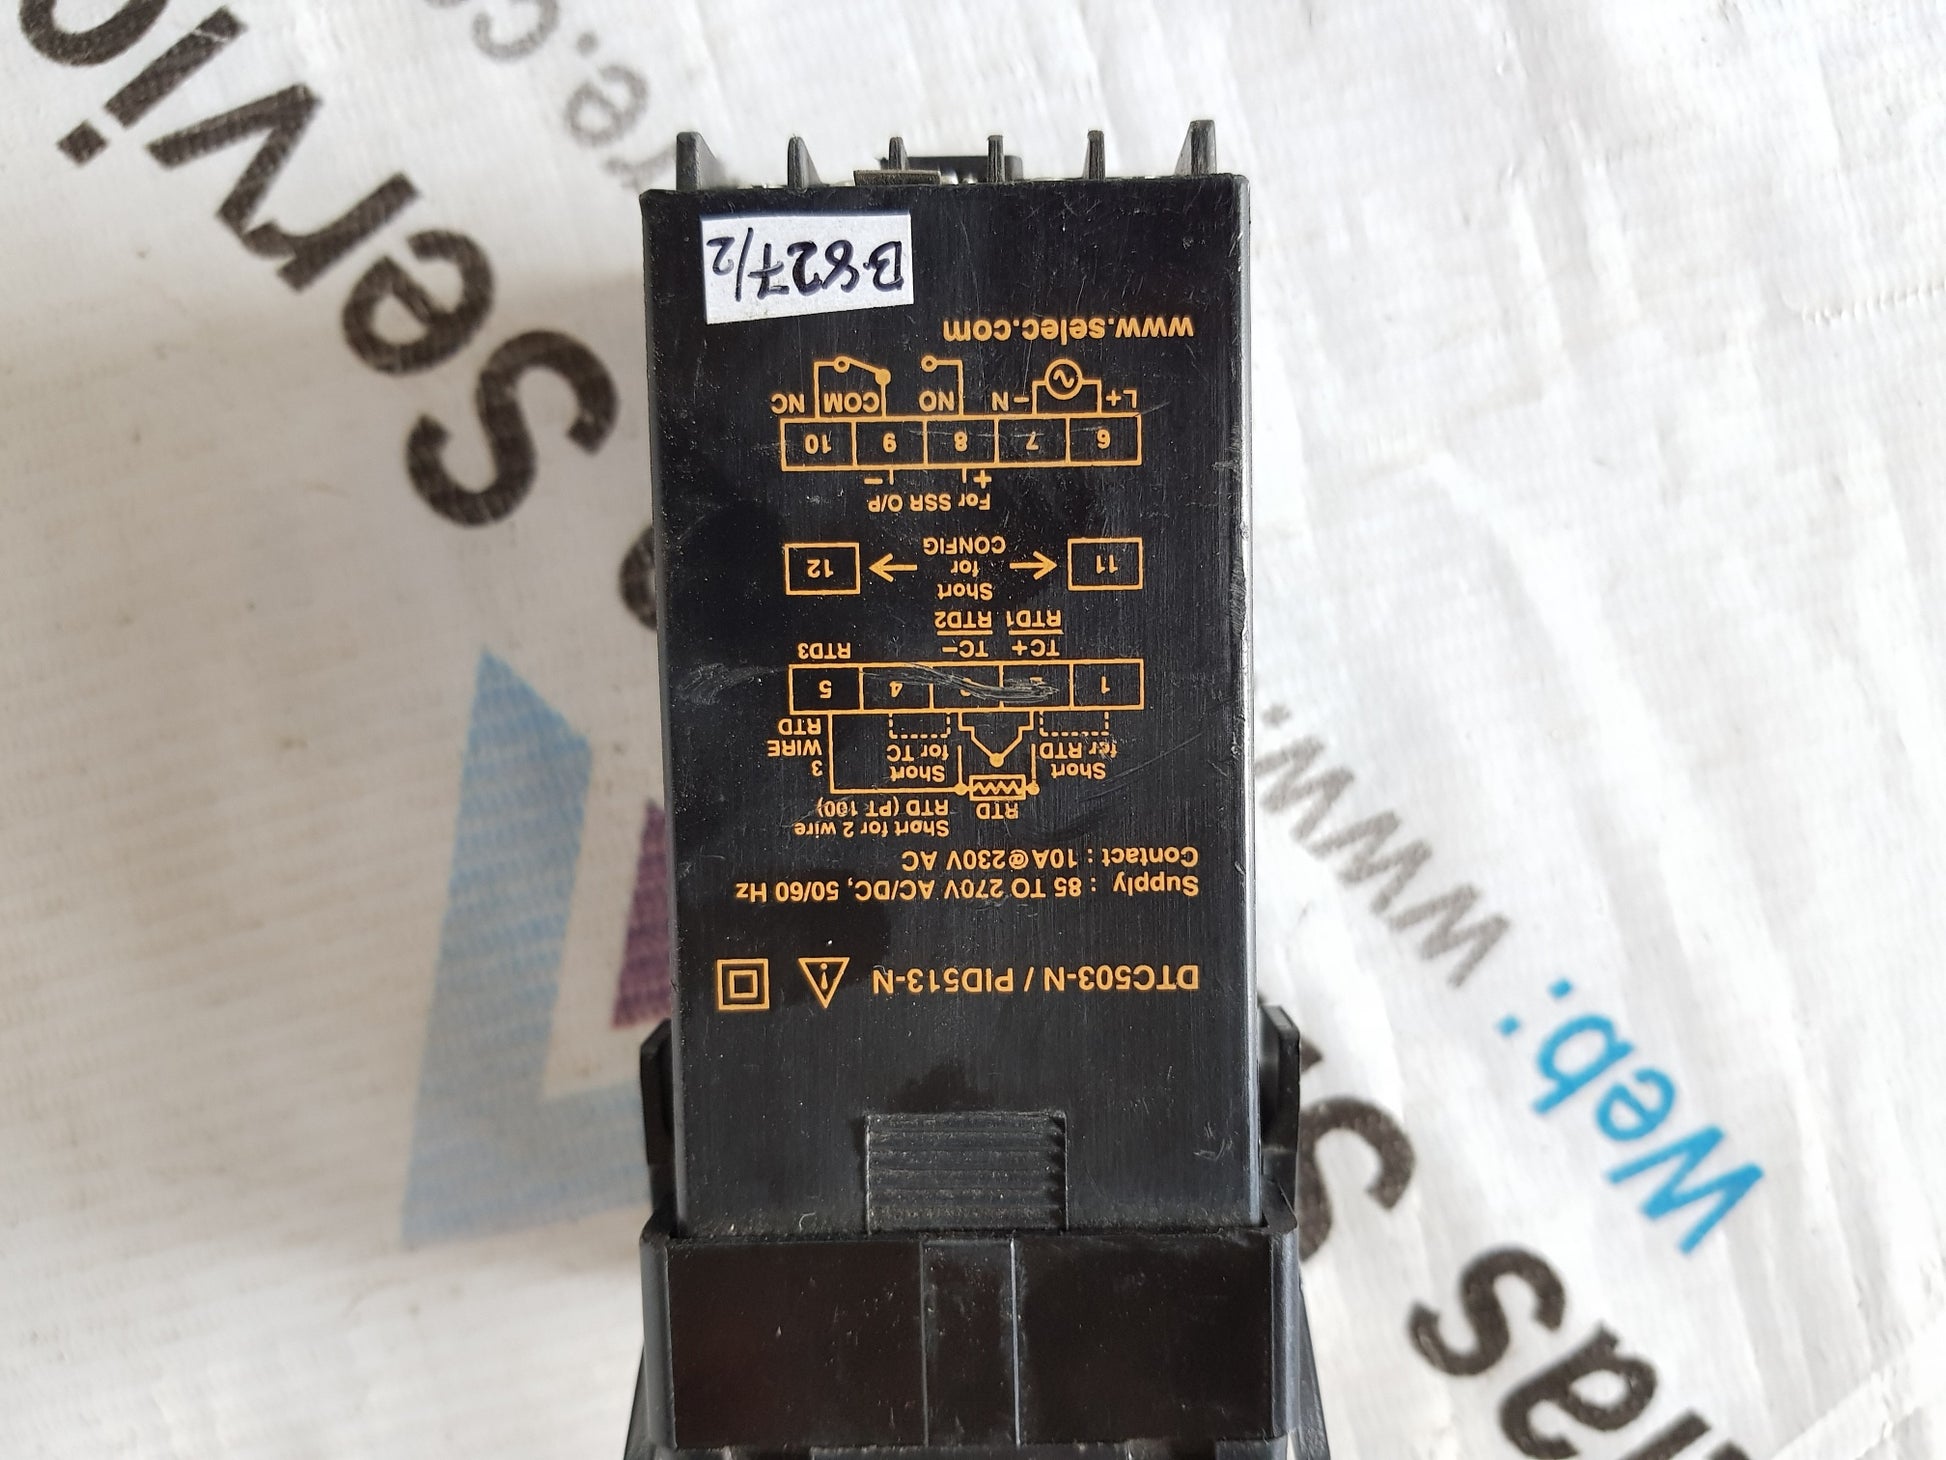 DTC503-N / PID513-N
Supply : 85 TO 270V AC/DC, 50/60 Hz
Contact : 10A@230V AC
Short for 2 wire
RTD (PT 100)
RTD
Short
for RTD
Short
for TC
3
WIRE
RTD
1 4 5
TC+ TC- RTD3
RTD1 RTD2
11 Short for CONFIG 12
For SSR O/P
+ -
6 7 8 9 10
L+ -N NO COM NC
www.selec.com
B827/2
Servi
re.c
Web:
www.